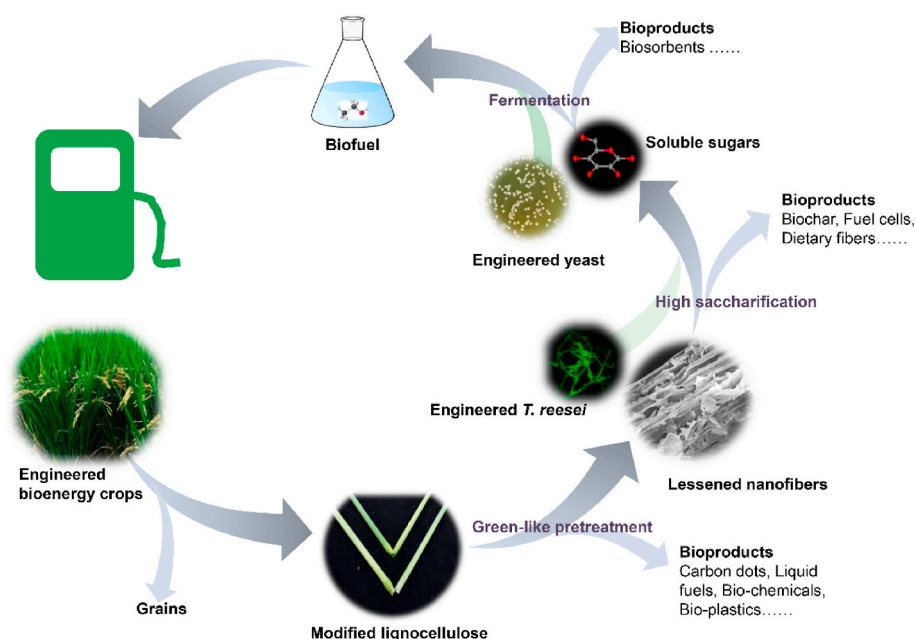 Bioproducts
Biosorbents ……
Fermentation
Biofuel
Soluble sugars
Bioproducts
Biochar, Fuel cells,
Dietary fibers……
Engineered yeast
High saccharification
Engineered T. reesei
Engineered
bioenergy crops
Lessened nanofibers
Green-like pretreatment
Bioproducts
Carbon dots, Liquid
fuels, Bio-chemicals,
Bio-plastics……
Grains
Modified lignocellulose